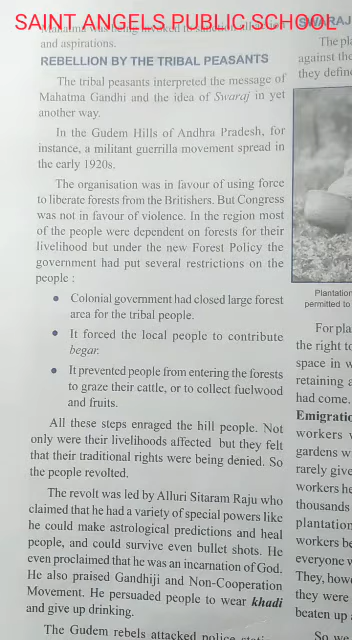 SAINT ANGELS PUBLIC SCHOOL
and aspirations.
REBELLION BY THE TRIBAL PEASANTS
The tribal peasants interpreted the message of
Mahatma Gandhi and the idea of Swaraj in yet
another way.
In the Gudem Hills of Andhra Pradesh, for
instance, a militant guerrilla movement spread in
the early 1920s.
The organisation was in favour of using force
to liberate forests from the Britishers. But Congress
was not in favour of violence. In the region most
of the people were dependent on forests for their
livelihood but under the new Forest Policy the
government had put several restrictions on the
people :
• Colonial government had closed large forest
area for the tribal people.
• It forced the local people to contribute
begar.
• It prevented people from entering the forests
to graze their cattle, or to collect fuelwood
and fruits.
All these steps enraged the hill people. Not
only were their livelihoods affected but they felt
that their traditional rights were being denied. So
the people revolted.
The revolt was led by Alluri Sitaram Raju who
claimed that he had a variety of special powers like
he could make astrological predictions and heal
people, and could survive even bullet shots. He
even proclaimed that he was an incarnation of God.
He also praised Gandhiji and Non-Cooperation
Movement. He persuaded people to wear khadi
and give up drinking.
The Gudem rebels attacked police
SWARAJ
The pla
against the
they define
Plantation
permitted to
For pla
the right to
space in w
retaining a
had come.
Emigratio
workers w
gardens w
rarely give
workers he
thousands
plantation
workers be
everyone w
They, how
they were
beaten up
So w